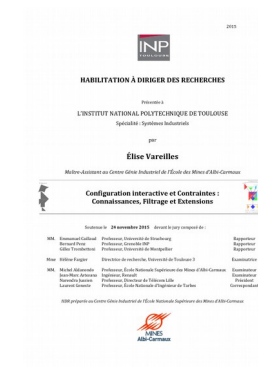 2015
INP
TOULOUSE
HABILITATION À DIRIGER DES RECHERCHES
Présentée à
L'INSTITUT NATIONAL POLYTECHNIQUE DE TOULOUSE
Spécialité : Systèmes Industriels
par
Élise Vareilles
Maître-Assistant au Centre Génie Industriel de l'École des Mines d'Albi-Carmaux
Configuration interactive et Contraintes :
Connaissances, Filtrage et Extensions
Soutenue le 24 novembre 2015 devant le jury composé de :
MM. Emmanuel Caillaud Professeur, Université de Strasbourg Rapporteur
Bernard Penz Professeur, Grenoble INP Rapporteur
Gilles Trombettoni Professeur, Université de Montpellier Rapporteur
Mme Hélène Fargier Directrice de recherche, Université de Toulouse 3 Examinatrice
MM. Michel Aldanondo Professeur, École Nationale Supérieure des Mines d'Albi-Carmaux Examinateur
Jean-Marc Ingénieur, Renault Examinateur
Narendra Jussien Professeur, Directeur de Télécom Lille Président
Laurent Geneste Professeur, École Nationale d'Ingénieur de Tarbes Correspondant
HDR préparée au Centre Génie Industriel de l'École Nationale Supérieure des Mines d'Albi-Carmaux
MINES
Albi-Carmaux